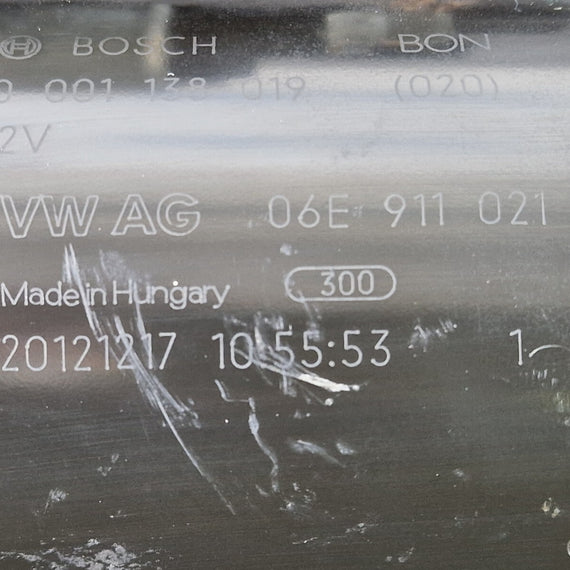 BOSCH BON
0 001 138 019 (020)
2V
VW AG 06E 911 021
Made in Hungary 300
20121217 10:55:53 1